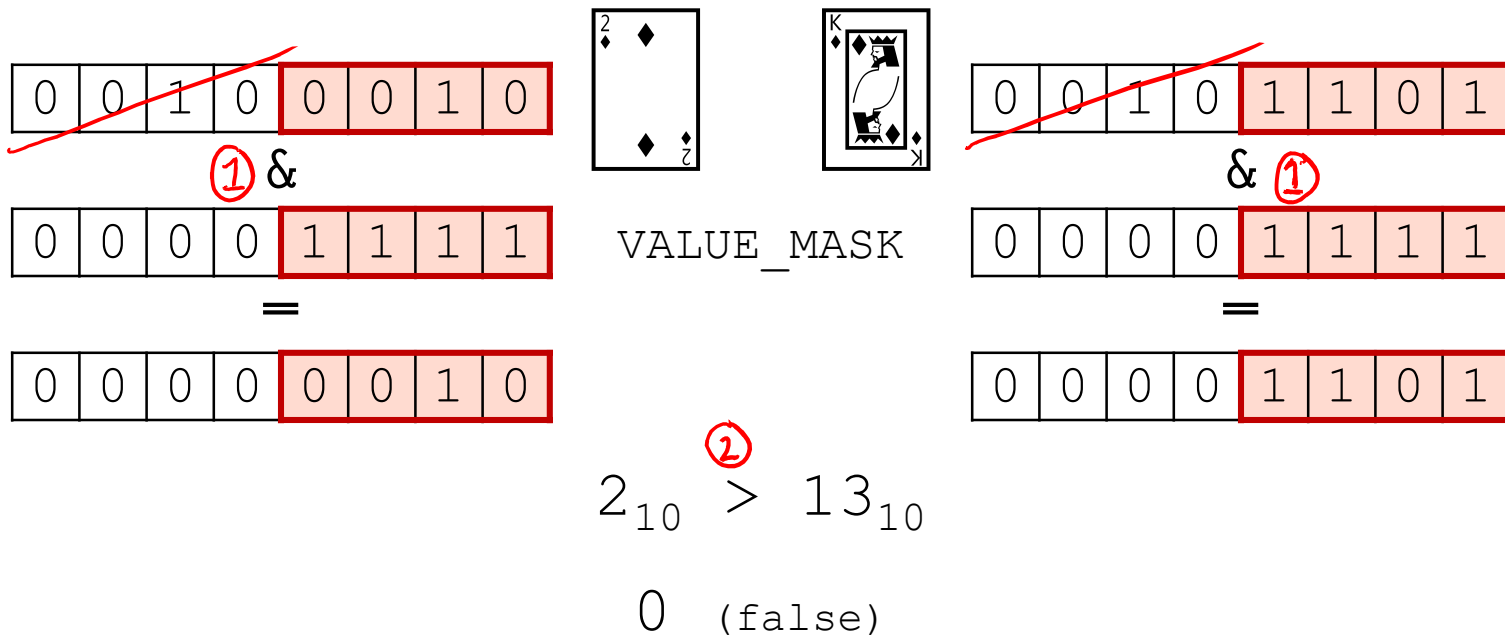 2 K
0 0 1 0 0 0 1 0 0 0 1 0 1 1 0 1
2 K
1 & & 1
0 0 0 0 1 1 1 1 VALUE_MASK 0 0 0 0 1 1 1 1
= =
0 0 0 0 0 0 1 0 0 0 0 0 1 1 0 1
2
2₁₀ > 13₁₀
0 (false)